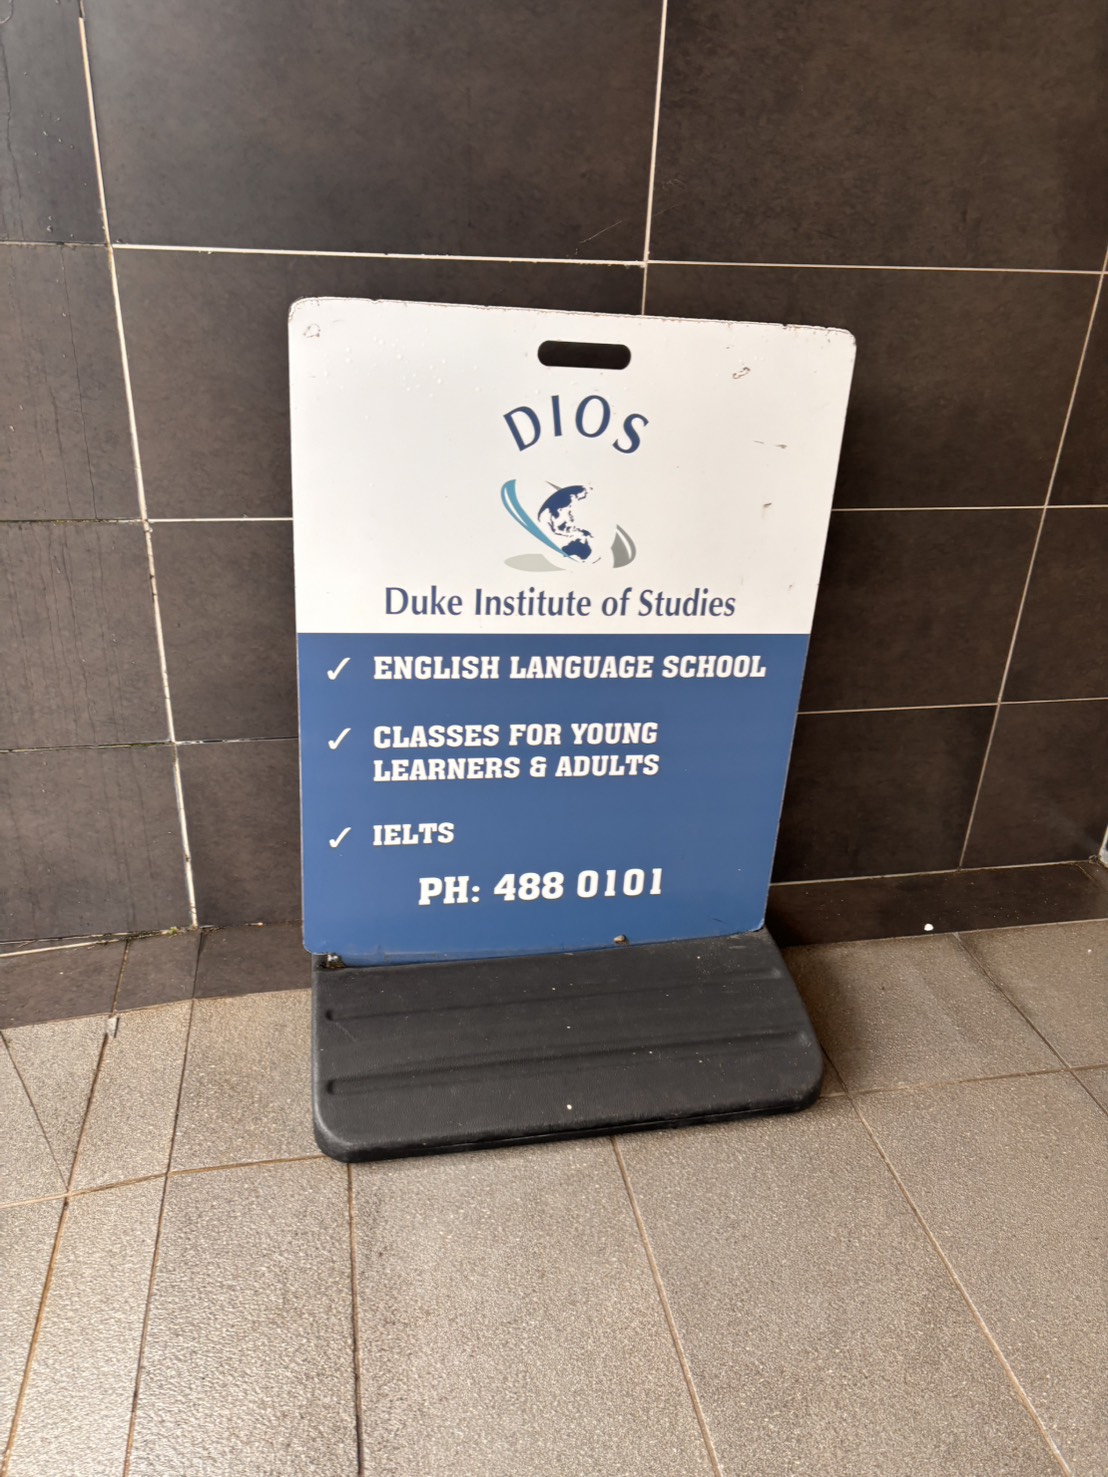 DIOS
Duke Institute of Studies
✓ ENGLISH LANGUAGE SCHOOL
✓ CLASSES FOR YOUNG
LEARNERS & ADULTS
✓ IELTS
PH: 488 0101